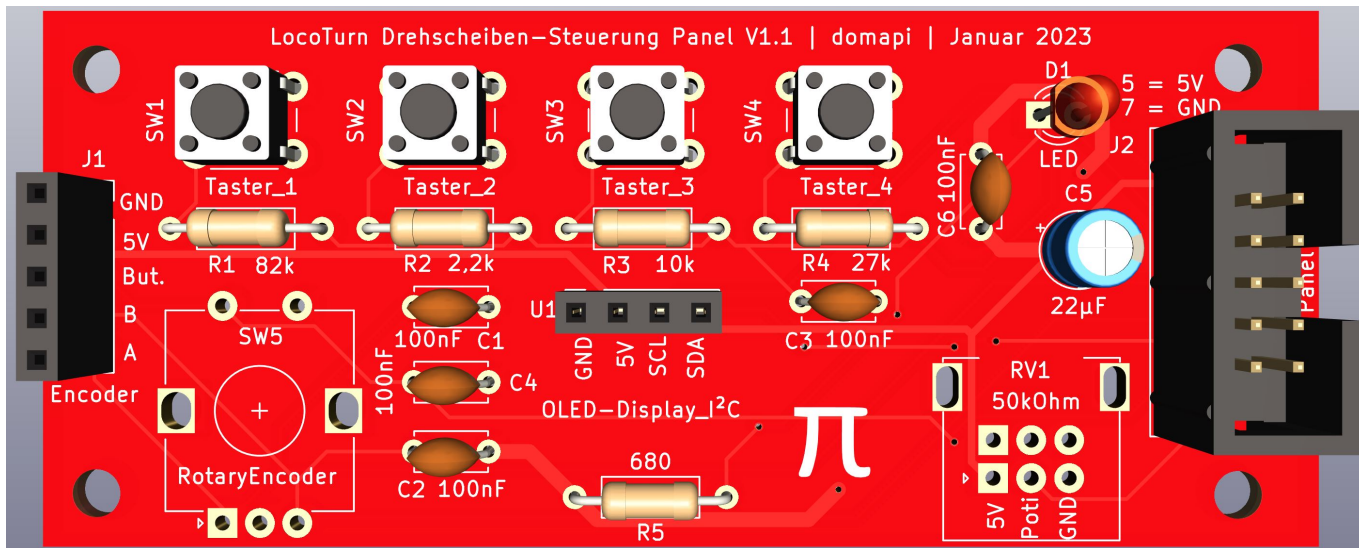 LocoTurn Drehscheiben-Steuerung Panel V1.1 | domapi | Januar 2023
SW1
SW2
SW3
SW4
D1
5 = 5V
7 = GND
LED
J2
J1
Taster_1
Taster_2
Taster_3
Taster_4
C6 100nF
C5
+
22µF
GND
5V
But.
B
A
Encoder
R1 82k
R2 2,2k
R3 10k
R4 27k
SW5
RotaryEncoder
100nF C1
100nF
C4
C2 100nF
U1
GND
5V
SCL
SDA
OLED-Display_I²C
C3 100nF
680
R5
π
RV1
50kOhm
5V
Poti
GND
Panel